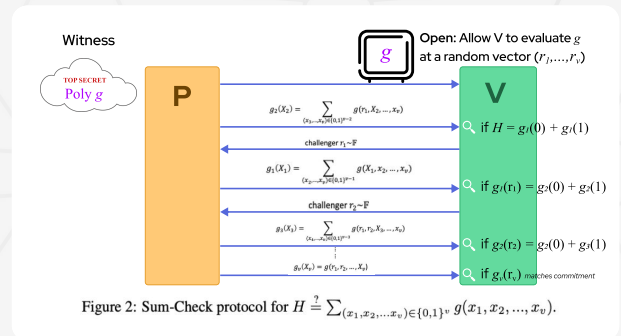 Witness
TOP SECRET
Poly g
g
Open: Allow V to evaluate g
at a random vector (r₁,...,rᵥ)
P
V
g₂(X₂) = ∑_{(x₃,...,xᵥ)∈{0,1}ᵛ⁻²} g(r₁, X₂, ..., xᵥ)
if H = g₁(0) + g₁(1)
challenger r₁~𝔽
g₁(X₁) = ∑_{(x₂,...,xᵥ)∈{0,1}ᵛ⁻¹} g(X₁, x₂, ..., xᵥ)
if g₁(r₁) = g₂(0) + g₂(1)
challenger r₂~𝔽
g₃(X₃) = ∑_{(x₄,...,xᵥ)∈{0,1}ᵛ⁻³} g(r₁, r₂, X₃, ..., xᵥ)
if g₂(r₂) = g₂(0) + g₃(1)
gᵥ(Xᵥ) = g(r₁, r₂, ..., Xᵥ)
if gᵥ(rᵥ) matches commitment
Figure 2: Sum-Check protocol for H ≟ ∑_{(x₁,x₂,...xᵥ)∈{0,1}ᵛ} g(x₁, x₂, ..., xᵥ).